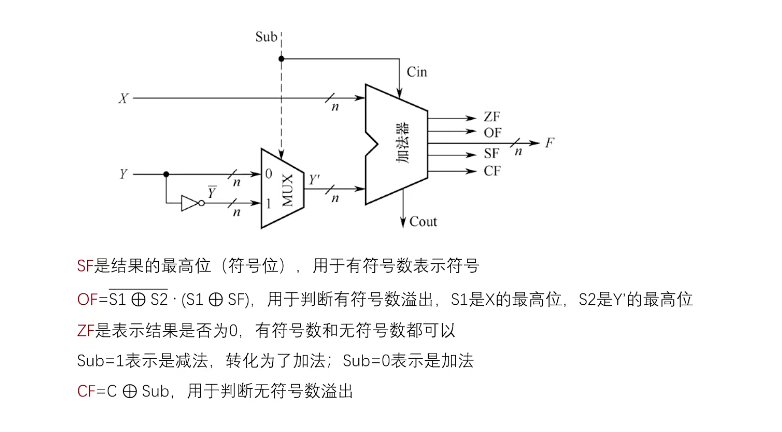 Sub
Cin
X
n
ZF
OF
加法器
n
F
SF
CF
Y
n
0
Y
n
1
MUX
Y'
n
Cout
SF是结果的最高位（符号位），用于有符号数表示符号
OF=S1 ⊕ S2 · (S1 ⊕ SF)，用于判断有符号数溢出，S1是X的最高位，S2是Y'的最高位
ZF是表示结果是否为0，有符号数和无符号数都可以
Sub=1表示是减法，转化为了加法；Sub=0表示是加法
CF=C ⊕ Sub，用于判断无符号数溢出